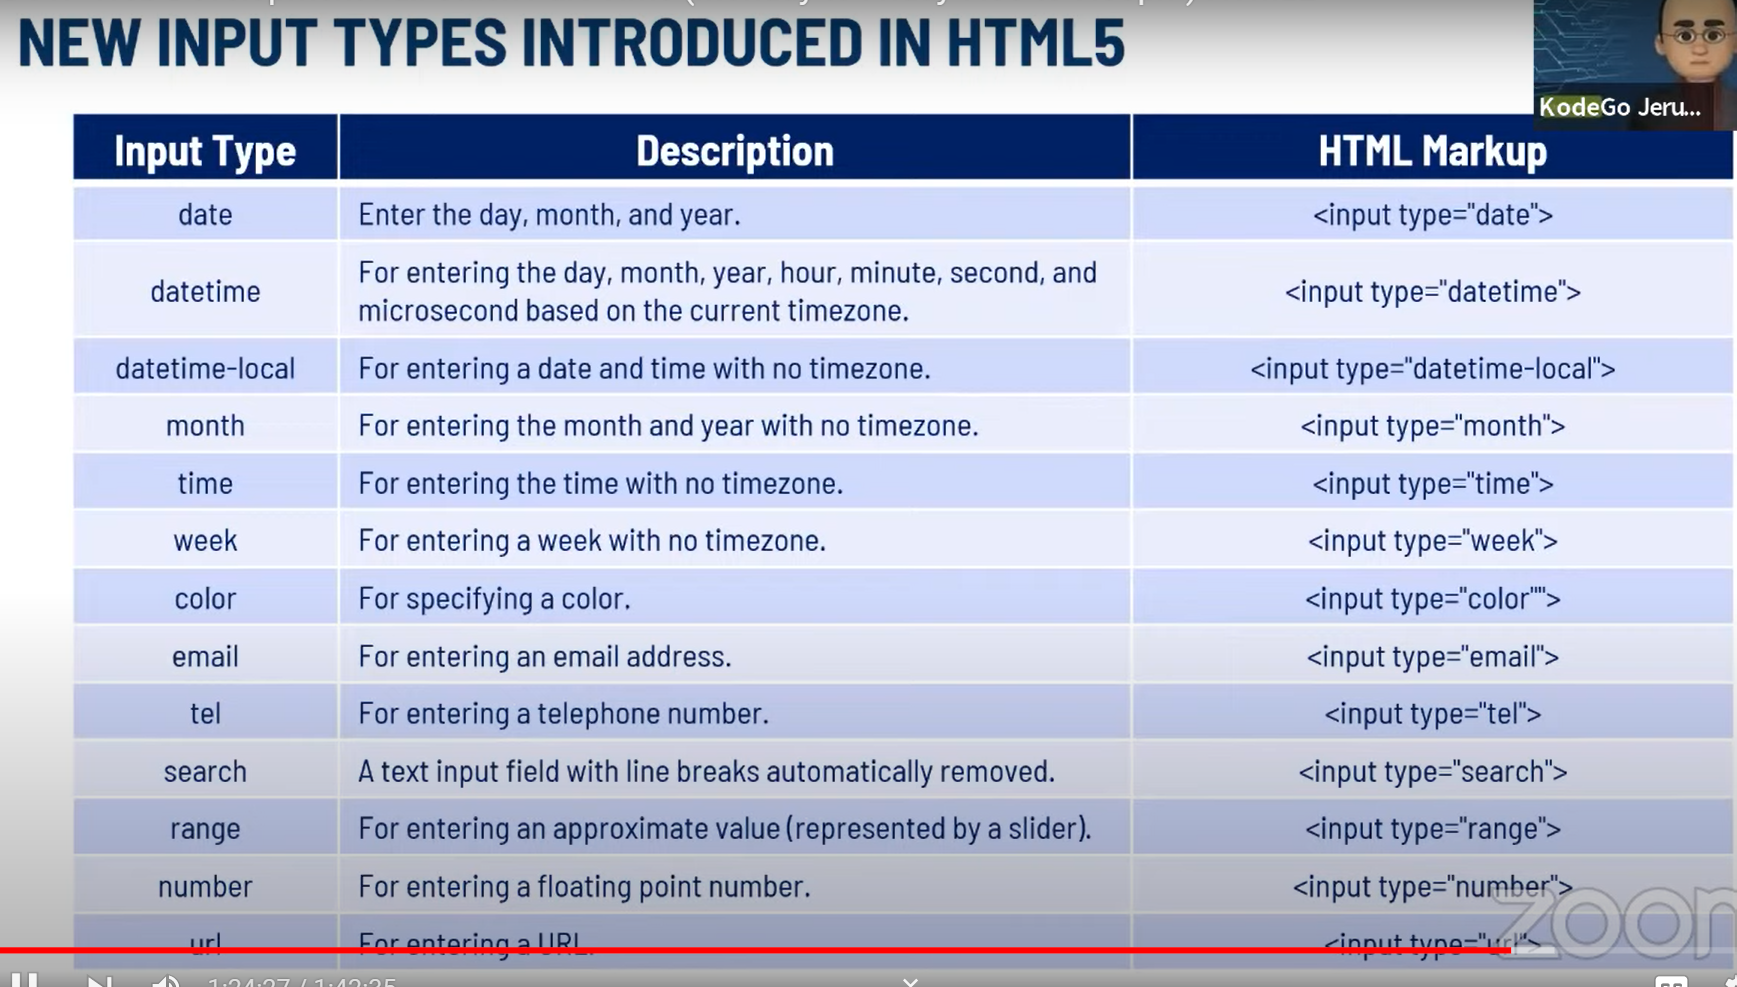 NEW INPUT TYPES INTRODUCED IN HTML5
KodeGo Jeru...
Input Type Description HTML Markup
date Enter the day, month, and year. <input type="date">
datetime For entering the day, month, year, hour, minute, second, and
microsecond based on the current timezone. <input type="datetime">
datetime-local For entering a date and time with no timezone. <input type="datetime-local">
month For entering the month and year with no timezone. <input type="month">
time For entering the time with no timezone. <input type="time">
week For entering a week with no timezone. <input type="week">
color For specifying a color. <input type="color"">
email For entering an email address. <input type="email">
tel For entering a telephone number. <input type="tel">
search A text input field with line breaks automatically removed. <input type="search">
range For entering an approximate value (represented by a slider). <input type="range">
number For entering a floating point number. <input type="number">
zoom
url For entering a URL. <input type="url">
1:24:27 / 1:42:35